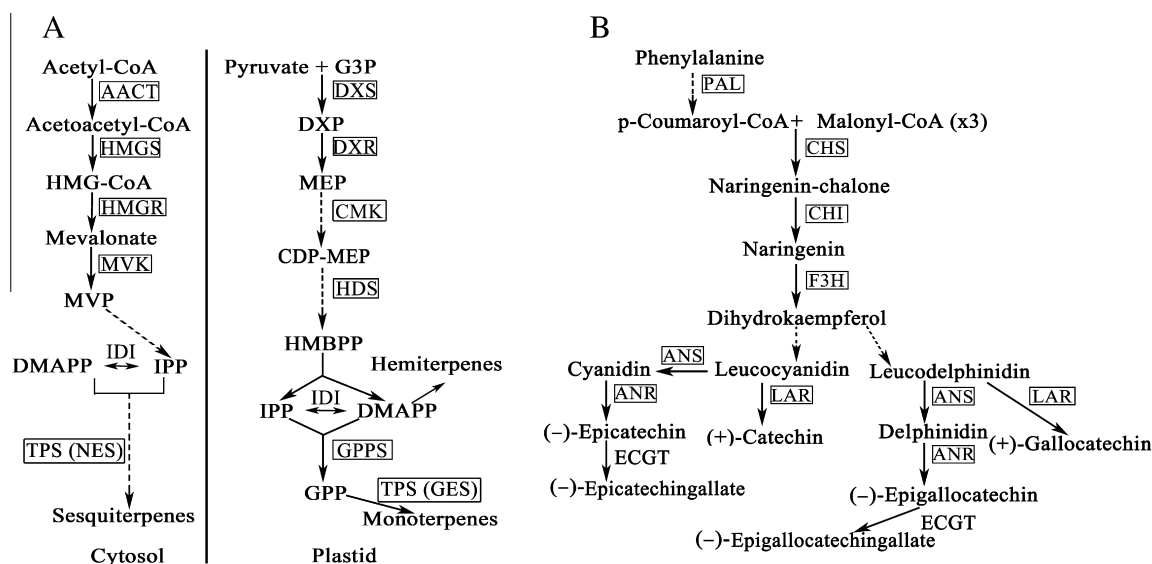 A
Acetyl-CoA
AACT
Acetoacetyl-CoA
HMGS
HMG-CoA
HMGR
Mevalonate
MVK
MVP
DMAPP
IDI
IPP
TPS (NES)
Sesquiterpenes
Cytosol
Pyruvate + G3P
DXS
DXP
DXR
MEP
CMK
CDP-MEP
HDS
HMBPP
Hemiterpenes
IPP
IDI
DMAPP
GPPS
GPP
TPS (GES)
Monoterpenes
Plastid
B
Phenylalanine
PAL
p-Coumaroyl-CoA+ Malonyl-CoA (x3)
CHS
Naringenin-chalone
CHI
Naringenin
F3H
Dihydrokaempferol
Cyanidin
ANS
Leucocyanidin
Leucodelphinidin
ANR
LAR
ANS
LAR
(−)-Epicatechin
(+)-Catechin
Delphinidin
(+)-Gallocatechin
ECGT
ANR
(−)-Epicatechingallate
(−)-Epigallocatechin
ECGT
(−)-Epigallocatechingallate